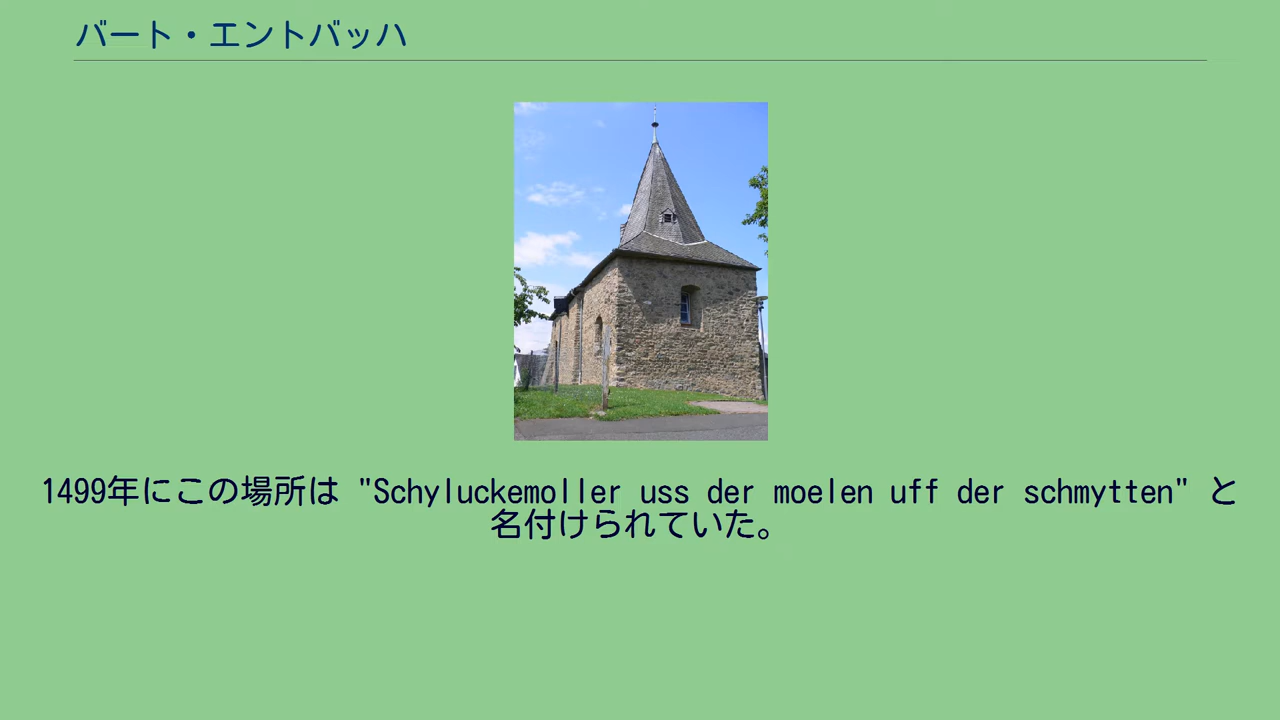 バート・エントバッハ
1499年にこの場所は "Schyluckemoller uss der moelen uff der schmytten" と
名付けられていた。